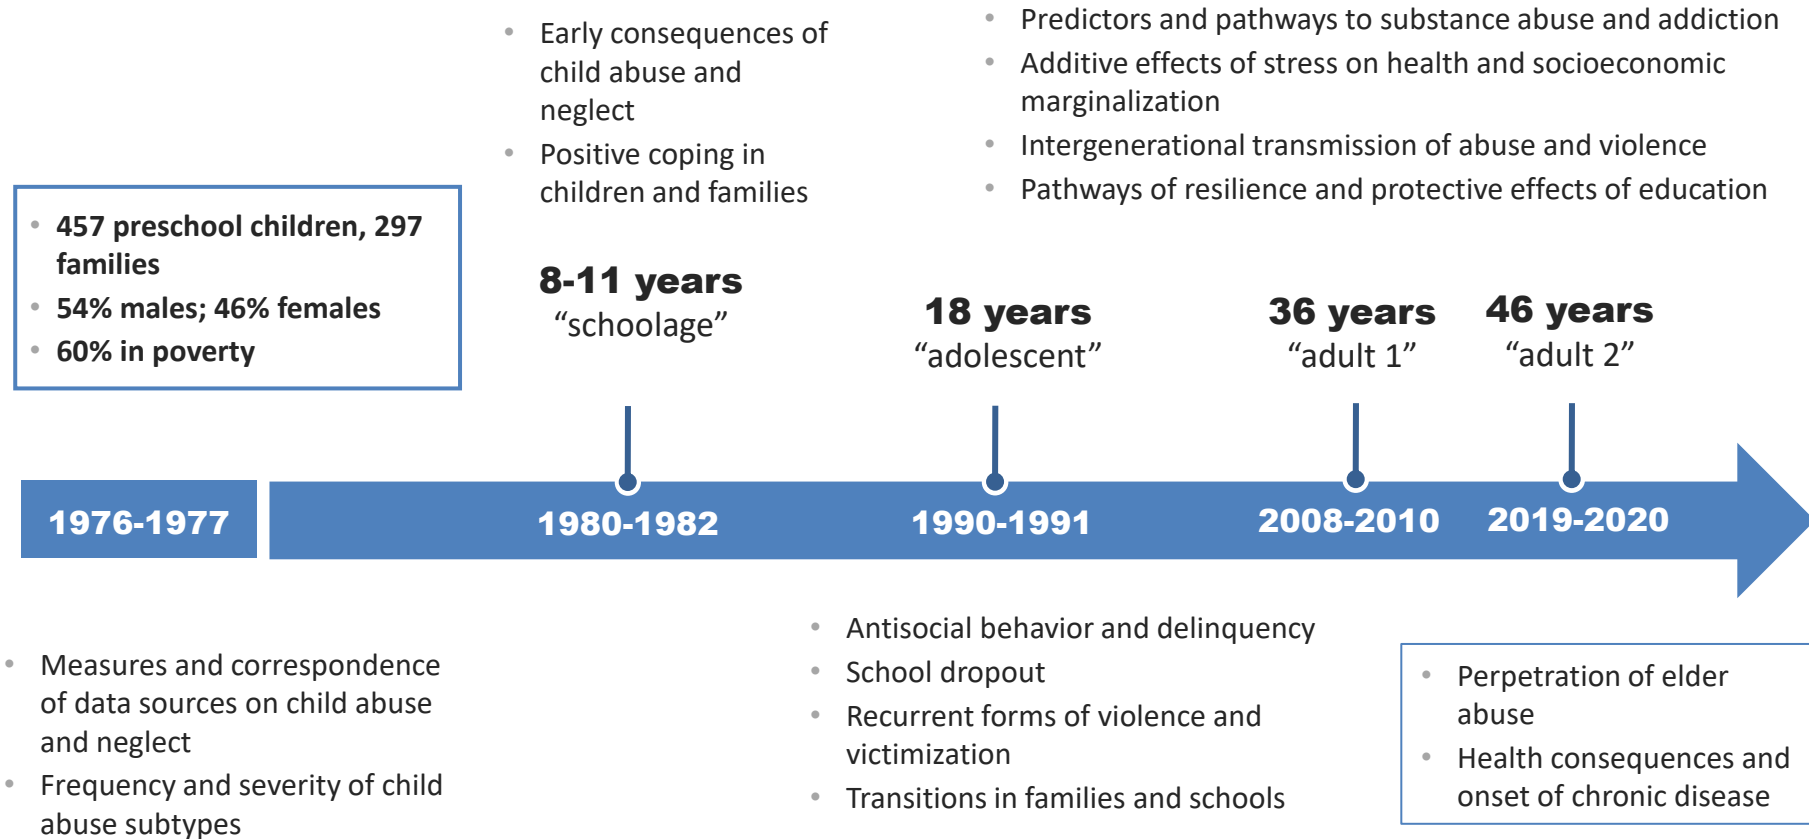 • Early consequences of
child abuse and
neglect
• Positive coping in
children and families
• Predictors and pathways to substance abuse and addiction
• Additive effects of stress on health and socioeconomic
marginalization
• Intergenerational transmission of abuse and violence
• Pathways of resilience and protective effects of education
• 457 preschool children, 297
families
• 54% males; 46% females
• 60% in poverty
8-11 years
“schoolage”
18 years
“adolescent”
36 years
“adult 1”
46 years
“adult 2”
1976-1977
1980-1982
1990-1991
2008-2010
2019-2020
• Measures and correspondence
of data sources on child abuse
and neglect
• Frequency and severity of child
abuse subtypes
• Antisocial behavior and delinquency
• School dropout
• Recurrent forms of violence and
victimization
• Transitions in families and schools
• Perpetration of elder
abuse
• Health consequences and
onset of chronic disease